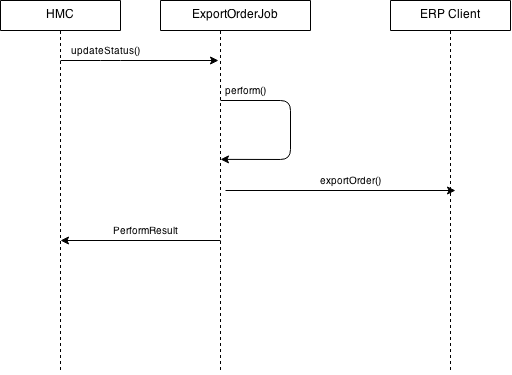 HMC
ExportOrderJob
ERP Client
updateStatus()
perform()
exportOrder()
PerformResult